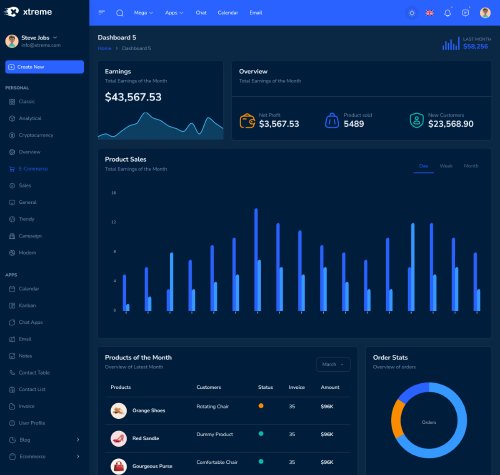 xtreme
Mega
Apps
Chat
Calendar
Email
Steve Jobs
info@xtreme.com
Create New
PERSONAL
Classic
Analytical
Cryptocurrency
Overview
E-Commerce
Sales
General
Trendy
Campaign
Modern
APPS
Calendar
Kanban
Chat Apps
Email
Notes
Contact Table
Contact List
Invoice
User Profile
Blog
Ecommerce
Dashboard 5
Home > Dashboard 5
LAST MONTH
$58,256
Earnings
Total Earnings of the Month
$43,567.53
Overview
Total Earnings of the Month
Net Profit
$3,567.53
Product sold
5489
New Customers
$23,568.90
Product Sales
Total Earnings of the Month
Day Week Month
16
12
8
4
0
Products of the Month
Overview of Latest Month
March
Products Customers Status Invoice Amount
Orange Shoes Rotating Chair 35 $96K
Red Sandle Dummy Product 35 $96K
Gourgeous Purse Comfortable Chair 35 $96K
Order Stats
Overview of orders
Orders